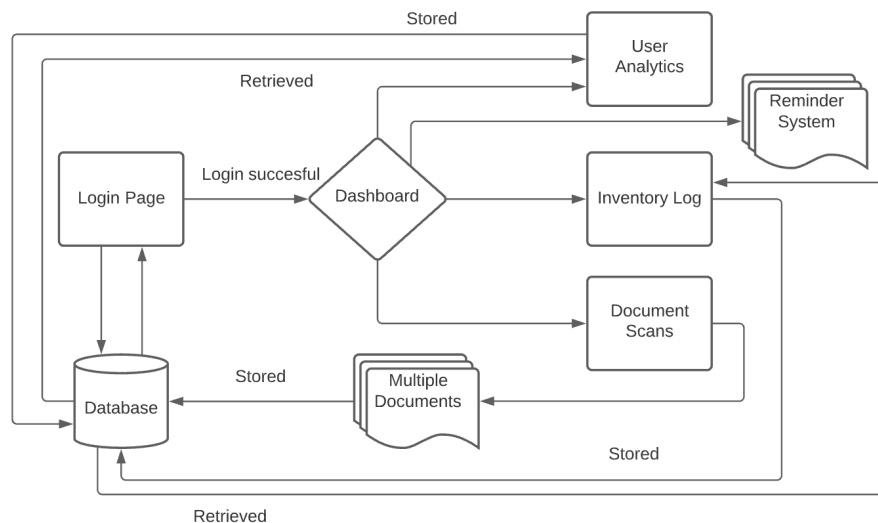 Stored
User
Analytics
Retrieved
Reminder
System
Login succesful
Login Page
Dashboard
Inventory Log
Document
Scans
Stored
Multiple
Documents
Database
Stored
Retrieved